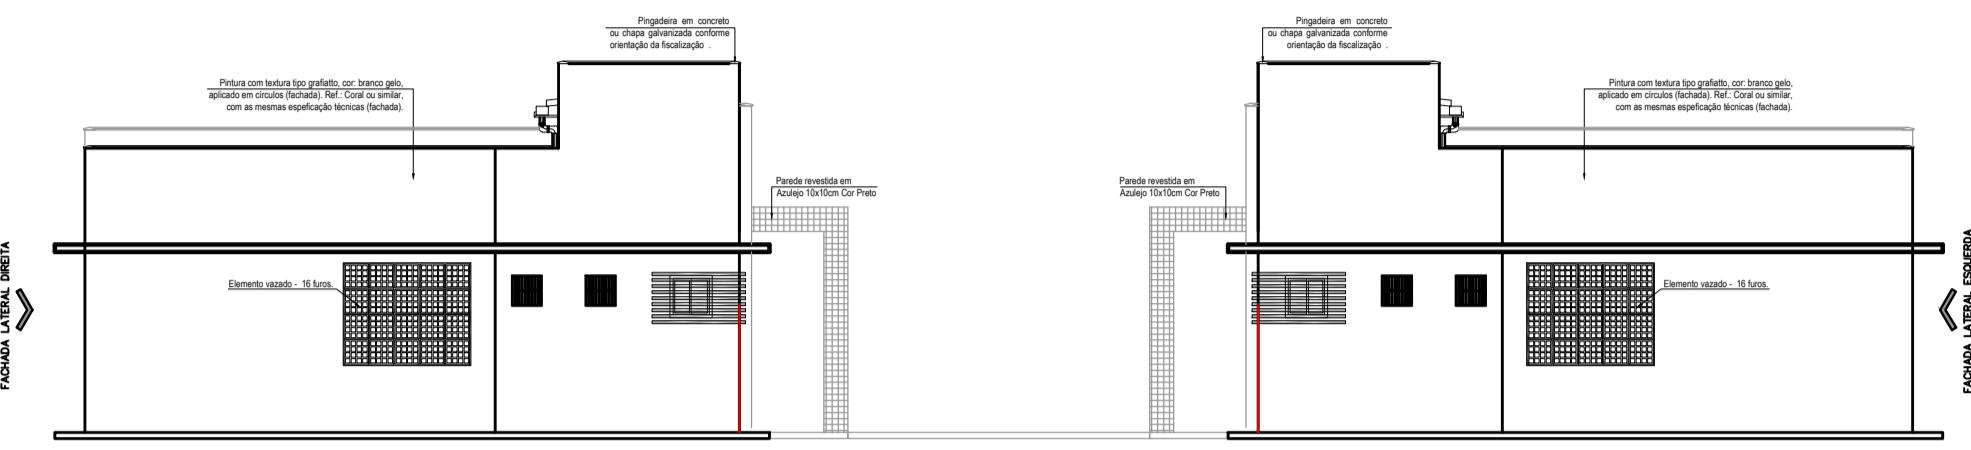 Pingadeira em concreto
ou chapa galvanizada conforme
orientação da fiscalização .
Pintura com textura tipo grafiatto, cor: branco gelo,
aplicado em círculos (fachada). Ref.: Coral ou similar,
com as mesmas espeficação técnicas (fachada).
Parede revestida em
Azulejo 10x10cm Cor Preto
Elemento vazado - 16 furos.
FACHADA LATERAL DIREITA
Pingadeira em concreto
ou chapa galvanizada conforme
orientação da fiscalização .
Pintura com textura tipo grafiatto, cor: branco gelo,
aplicado em círculos (fachada). Ref.: Coral ou similar,
com as mesmas espeficação técnicas (fachada).
Parede revestida em
Azulejo 10x10cm Cor Preto
Elemento vazado - 16 furos.
FACHADA LATERAL ESQUERDA